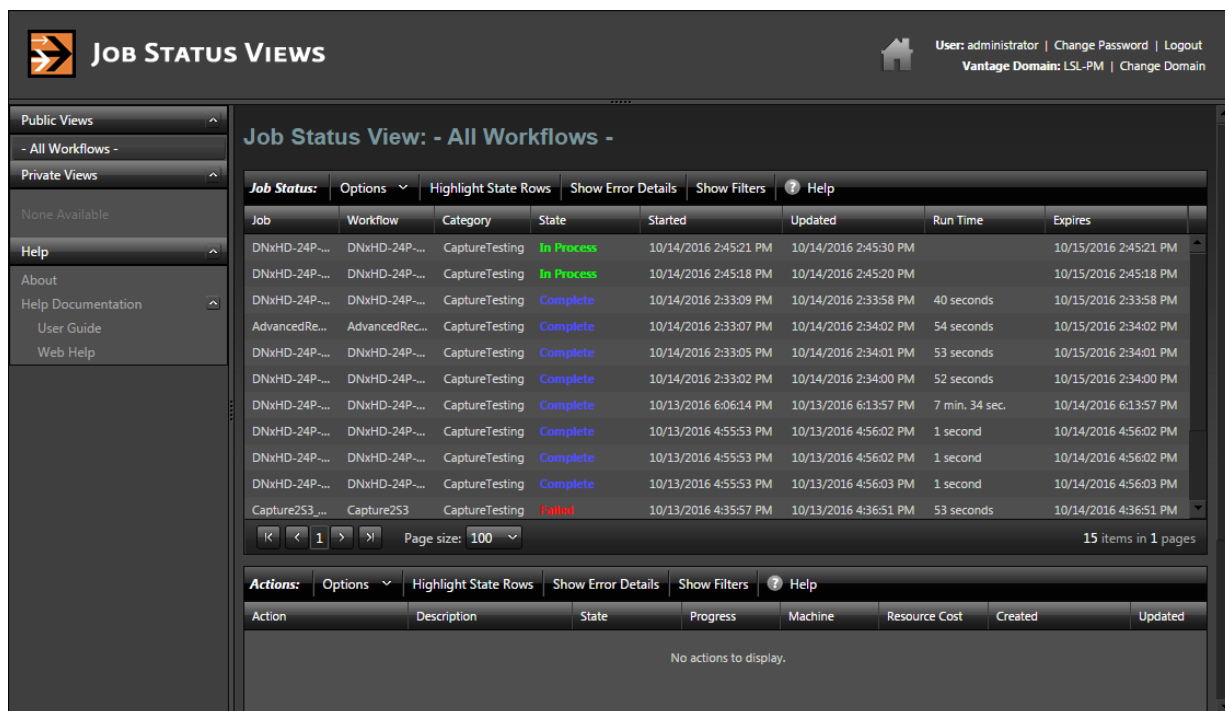 JOB STATUS VIEWS
User: administrator | Change Password | Logout
Vantage Domain: LSL-PM | Change Domain
Public Views
- All Workflows -
Private Views
None Available
Help
About
Help Documentation
User Guide
Web Help
Job Status View: - All Workflows -
Job Status: Options Highlight State Rows Show Error Details Show Filters ? Help
Job Workflow Category State Started Updated Run Time Expires
DNxHD-24P-... DNxHD-24P-... CaptureTesting In Process 10/14/2016 2:45:21 PM 10/14/2016 2:45:30 PM 10/15/2016 2:45:21 PM
DNxHD-24P-... DNxHD-24P-... CaptureTesting In Process 10/14/2016 2:45:18 PM 10/14/2016 2:45:20 PM 10/15/2016 2:45:18 PM
DNxHD-24P-... DNxHD-24P-... CaptureTesting Complete 10/14/2016 2:33:09 PM 10/14/2016 2:33:58 PM 40 seconds 10/15/2016 2:33:58 PM
AdvancedRe... AdvancedRec... CaptureTesting Complete 10/14/2016 2:33:07 PM 10/14/2016 2:34:02 PM 54 seconds 10/15/2016 2:34:02 PM
DNxHD-24P-... DNxHD-24P-... CaptureTesting Complete 10/14/2016 2:33:05 PM 10/14/2016 2:34:01 PM 53 seconds 10/15/2016 2:34:01 PM
DNxHD-24P-... DNxHD-24P-... CaptureTesting Complete 10/14/2016 2:33:02 PM 10/14/2016 2:34:00 PM 52 seconds 10/15/2016 2:34:00 PM
DNxHD-24P-... DNxHD-24P-... CaptureTesting Complete 10/13/2016 6:06:14 PM 10/13/2016 6:13:57 PM 7 min. 34 sec. 10/14/2016 6:13:57 PM
DNxHD-24P-... DNxHD-24P-... CaptureTesting Complete 10/13/2016 4:55:53 PM 10/13/2016 4:56:02 PM 1 second 10/14/2016 4:56:02 PM
DNxHD-24P-... DNxHD-24P-... CaptureTesting Complete 10/13/2016 4:55:53 PM 10/13/2016 4:56:02 PM 1 second 10/14/2016 4:56:02 PM
DNxHD-24P-... DNxHD-24P-... CaptureTesting Complete 10/13/2016 4:55:53 PM 10/13/2016 4:56:03 PM 1 second 10/14/2016 4:56:03 PM
Capture2S3_... Capture2S3 CaptureTesting Failed 10/13/2016 4:35:57 PM 10/13/2016 4:36:51 PM 53 seconds 10/14/2016 4:36:51 PM
1 Page size: 100 15 items in 1 pages
Actions: Options Highlight State Rows Show Error Details Show Filters ? Help
Action Description State Progress Machine Resource Cost Created Updated
No actions to display.